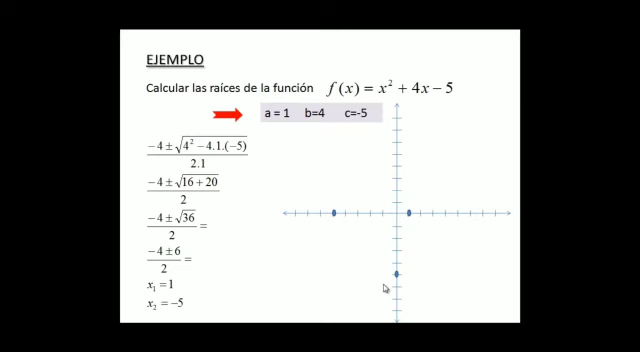 EJEMPLO
Calcular las raíces de la función f(x) = x² + 4x − 5
a = 1 b=4 c=-5
−4 ± √4² − 4.1.(−5)
2.1
−4 ± √16 + 20
2
−4 ± √36 =
2
−4 ± 6 =
2
x₁ = 1
x₂ = −5